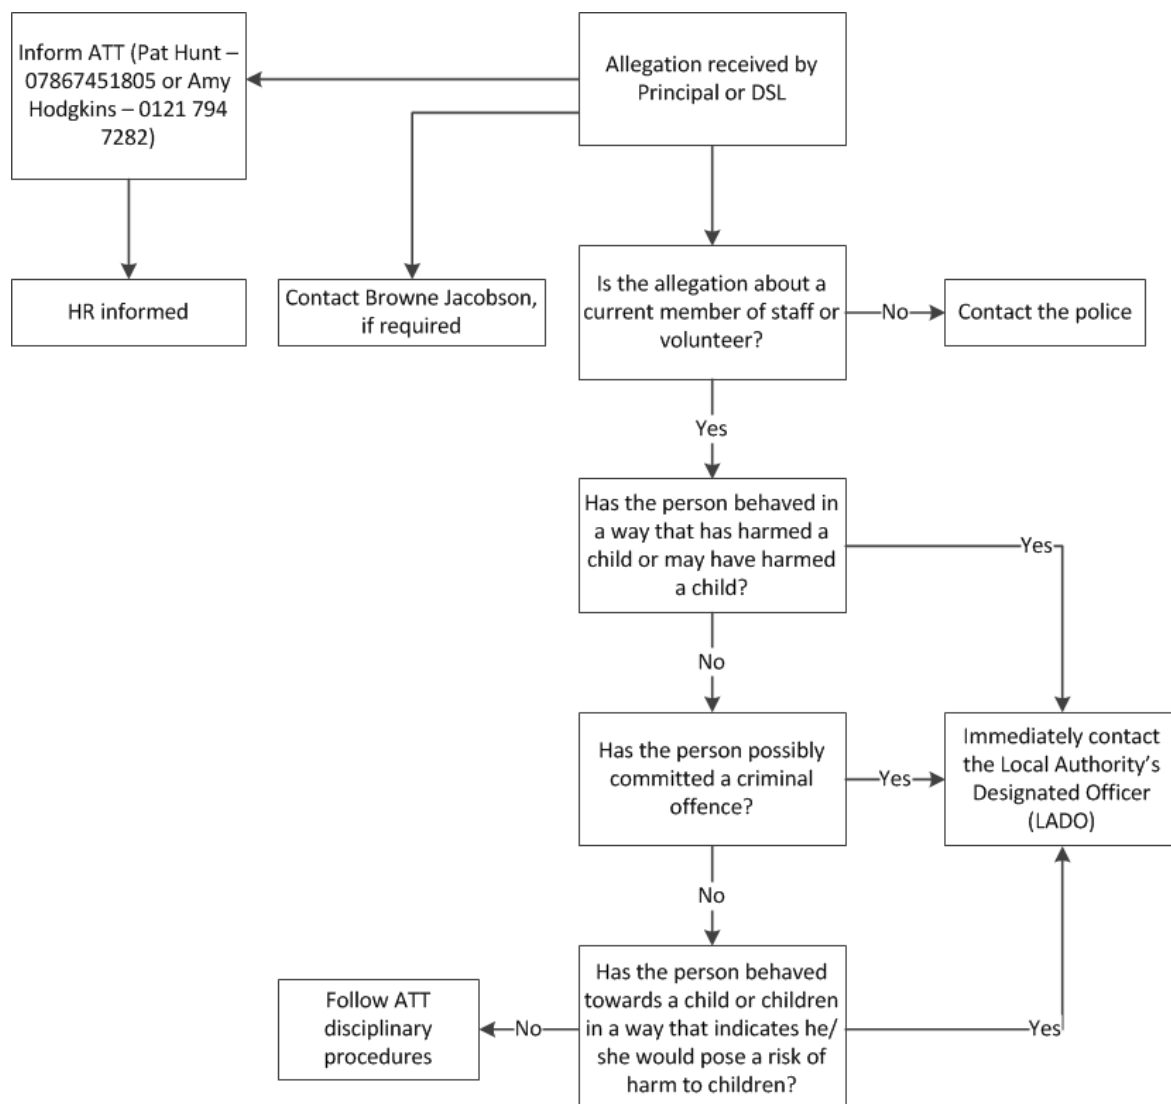 Inform ATT (Pat Hunt –
07867451805 or Amy
Hodgkins – 0121 794
7282)
Allegation received by
Principal or DSL
HR informed
Contact Browne Jacobson,
if required
Is the allegation about a
current member of staff or
volunteer?
No
Contact the police
Yes
Has the person behaved in
a way that has harmed a
child or may have harmed
a child?
Yes
No
Has the person possibly
committed a criminal
offence?
Yes
Immediately contact
the Local Authority’s
Designated Officer
(LADO)
No
Follow ATT
disciplinary
procedures
No
Has the person behaved
towards a child or children
in a way that indicates he/
she would pose a risk of
harm to children?
Yes